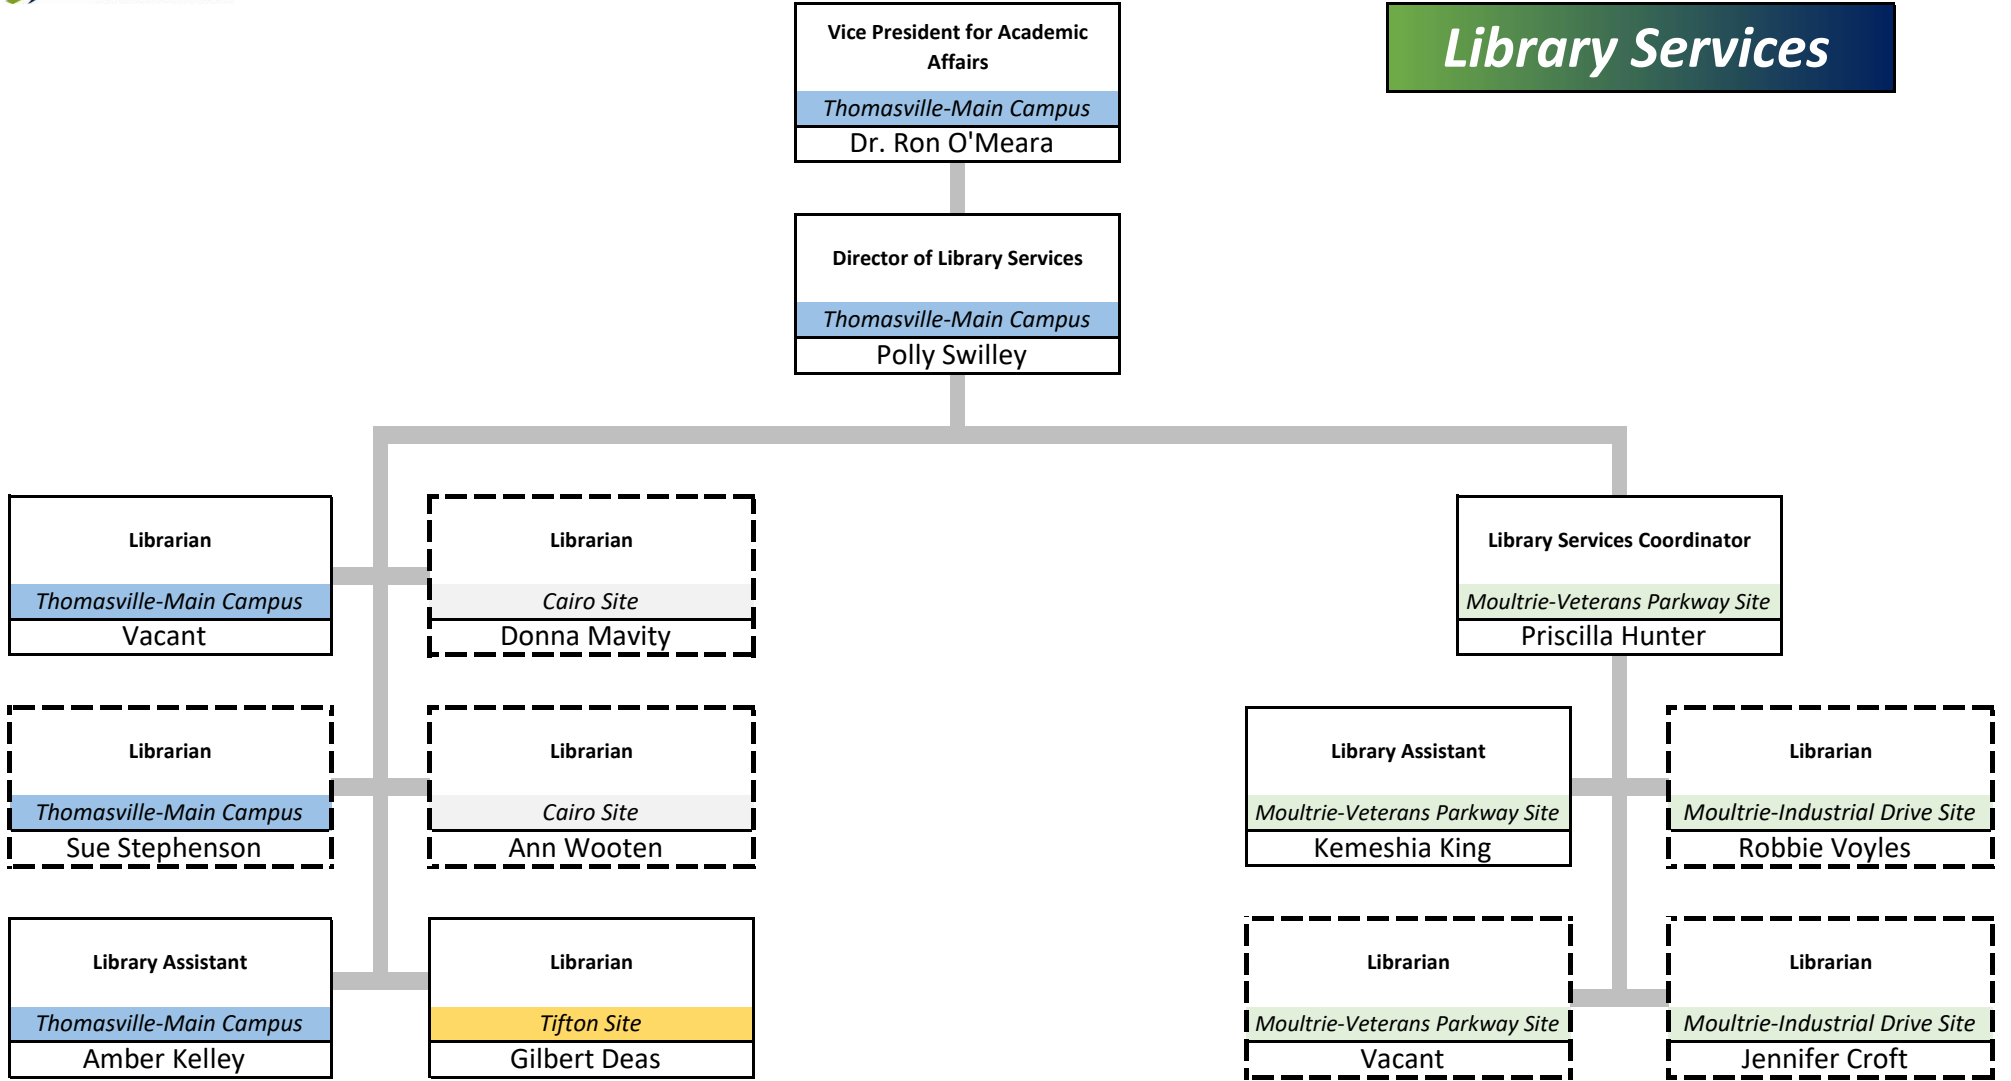 Vice President for Academic
Affairs
Thomasville-Main Campus
Dr. Ron O'Meara
Library Services
Director of Library Services
Thomasville-Main Campus
Polly Swilley
Librarian
Thomasville-Main Campus
Vacant
Librarian
Cairo Site
Donna Mavity
Library Services Coordinator
Moultrie-Veterans Parkway Site
Priscilla Hunter
Librarian
Thomasville-Main Campus
Sue Stephenson
Librarian
Cairo Site
Ann Wooten
Library Assistant
Moultrie-Veterans Parkway Site
Kemeshia King
Librarian
Moultrie-Industrial Drive Site
Robbie Voyles
Library Assistant
Thomasville-Main Campus
Amber Kelley
Librarian
Tifton Site
Gilbert Deas
Librarian
Moultrie-Veterans Parkway Site
Vacant
Librarian
Moultrie-Industrial Drive Site
Jennifer Croft